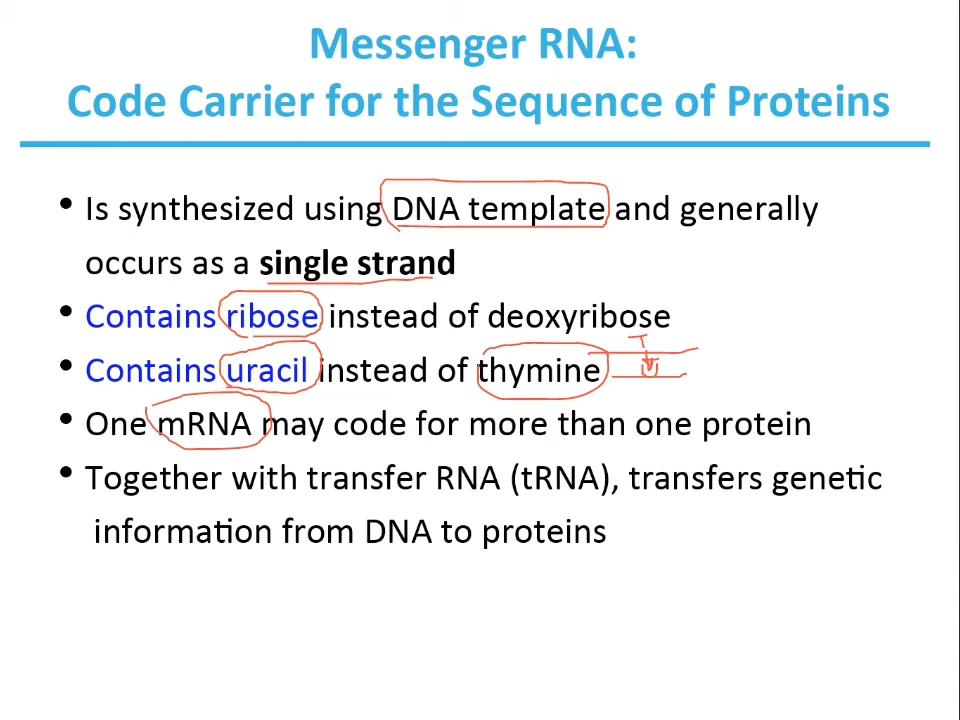 Messenger RNA:
Code Carrier for the Sequence of Proteins
• Is synthesized using DNA template and generally
occurs as a single strand
• Contains ribose instead of deoxyribose
T
• Contains uracil instead of thymine U
• One mRNA may code for more than one protein
• Together with transfer RNA (tRNA), transfers genetic
information from DNA to proteins